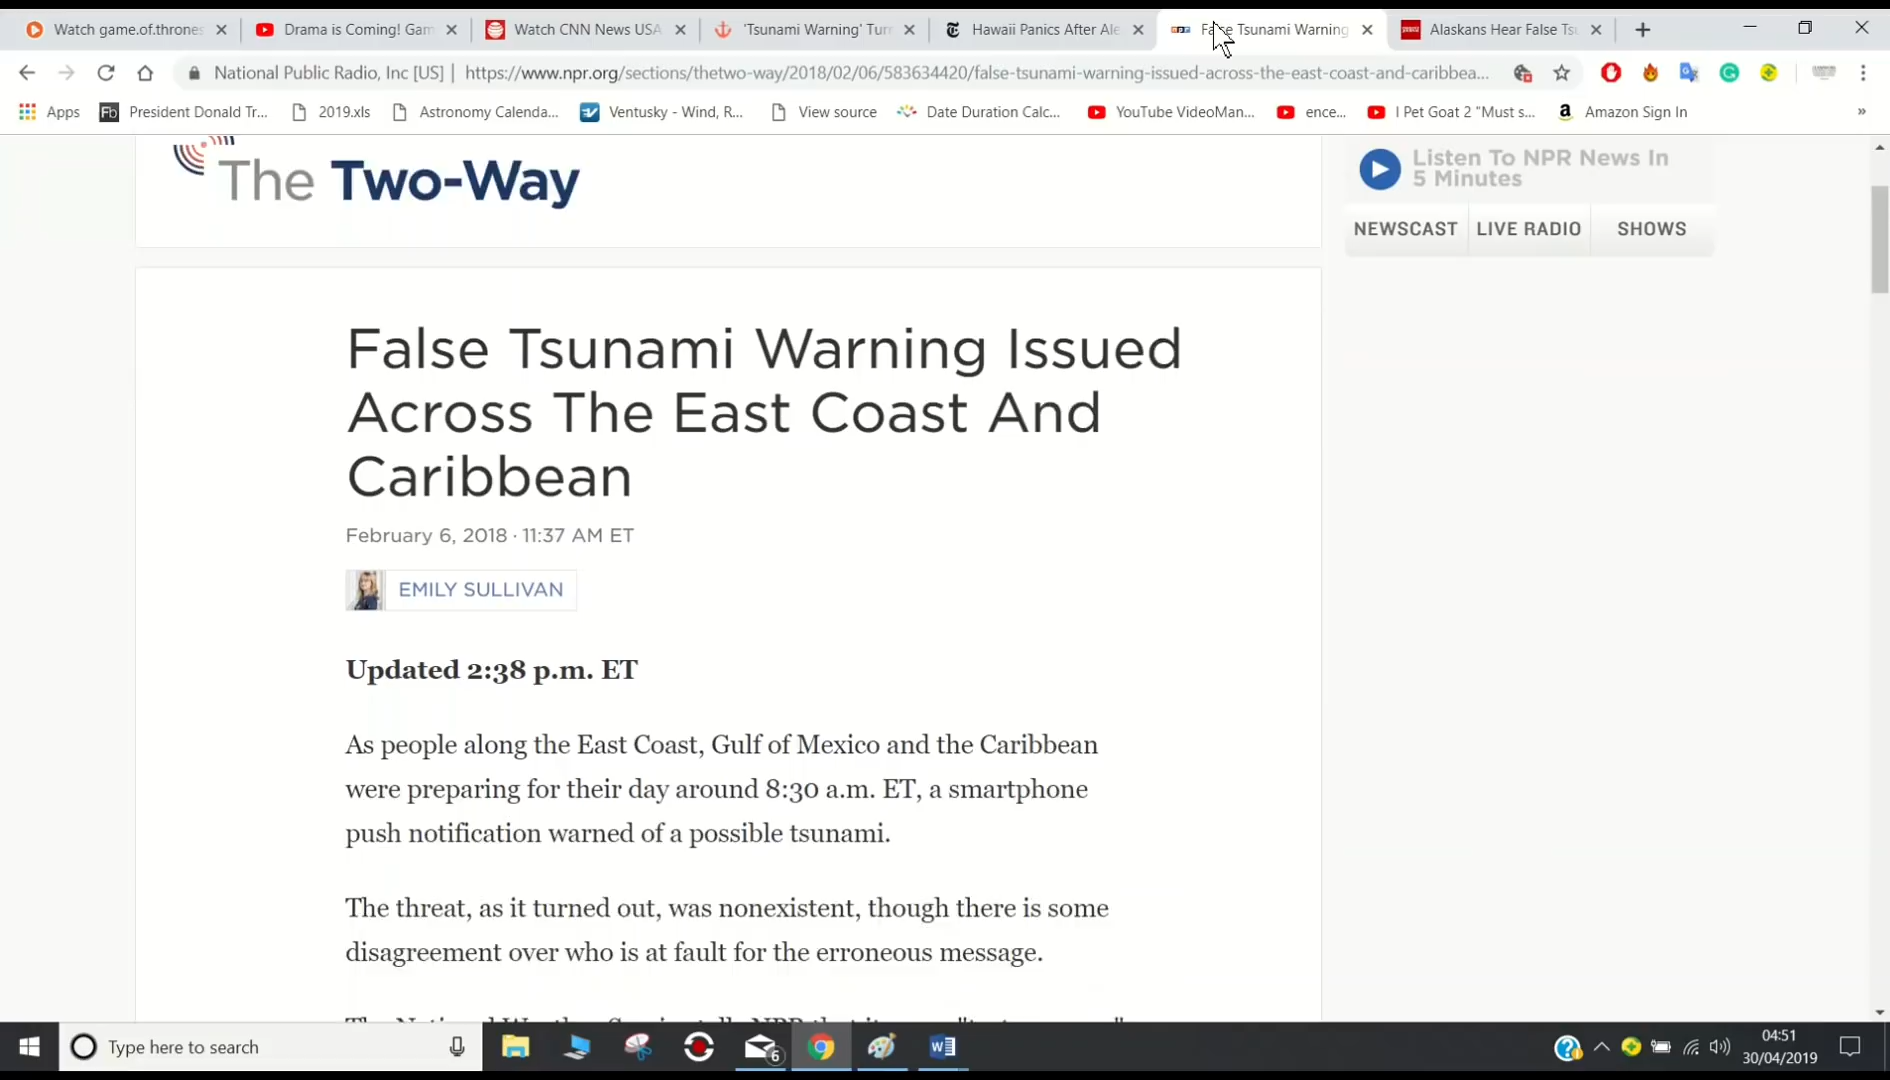 Watch game.of.thrones
Drama is Coming! Gam
Watch CNN News USA
'Tsunami Warning' Turn
Hawaii Panics After Ale
False Tsunami Warning
Alaskans Hear False Tsu
National Public Radio, Inc [US] | https://www.npr.org/sections/thetwo-way/2018/02/06/583634420/false-tsunami-warning-issued-across-the-east-coast-and-caribbea...
Apps
President Donald Tr...
2019.xls
Astronomy Calenda...
Ventusky - Wind, R...
View source
Date Duration Calc...
YouTube VideoMan...
ence...
I Pet Goat 2 "Must s...
Amazon Sign In
»
The Two-Way
Listen To NPR News In
5 Minutes
NEWSCAST
LIVE RADIO
SHOWS
False Tsunami Warning Issued
Across The East Coast And
Caribbean
February 6, 2018 · 11:37 AM ET
EMILY SULLIVAN
Updated 2:38 p.m. ET
As people along the East Coast, Gulf of Mexico and the Caribbean
were preparing for their day around 8:30 a.m. ET, a smartphone
push notification warned of a possible tsunami.
The threat, as it turned out, was nonexistent, though there is some
disagreement over who is at fault for the erroneous message.
Type here to search
6
04:51
30/04/2019